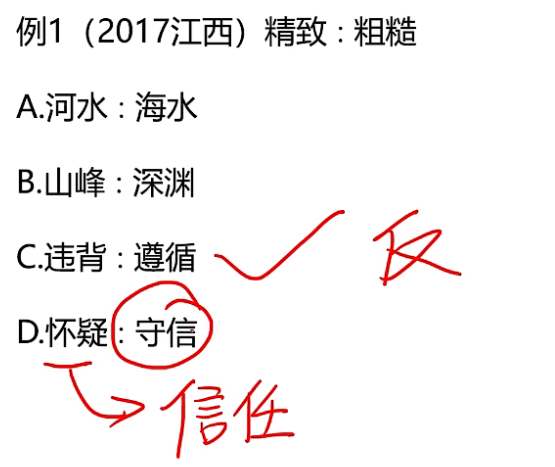 例1（2017江西）精致：粗糙
A.河水：海水
B.山峰：深渊
C.违背：遵循 反
D.怀疑：守信
信任